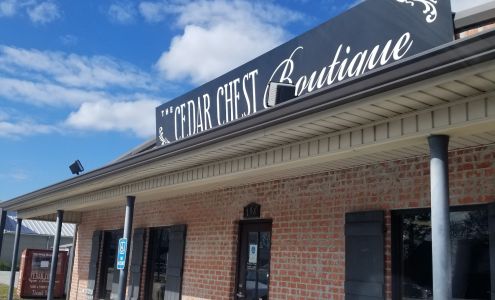 THE CEDAR CHEST Boutique